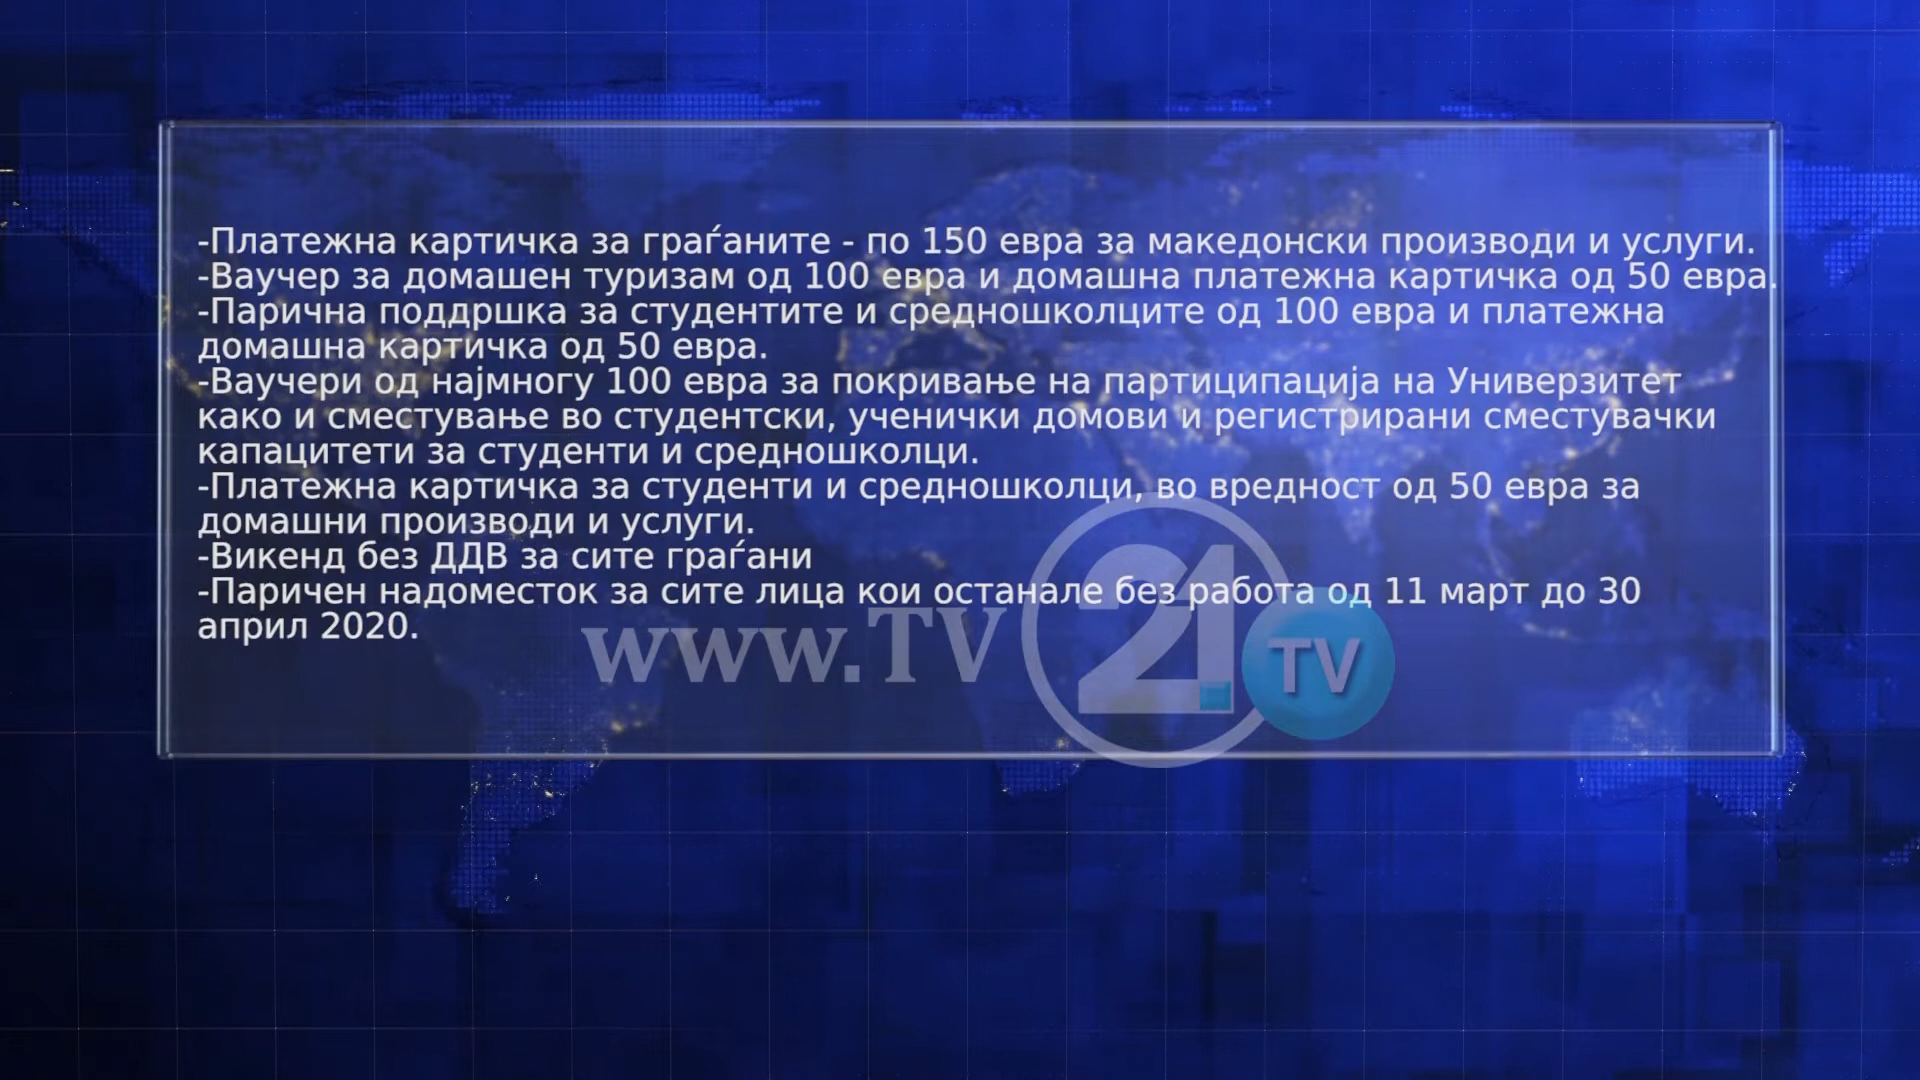 -Платежна картичка за граѓаните - по 150 евра за македонски производи и услуги.
-Ваучер за домашен туризам од 100 евра и домашна платежна картичка од 50 евра.
-Парична поддршка за студентите и средношколците од 100 евра и платежна
домашна картичка од 50 евра.
-Ваучери од најмногу 100 евра за покривање на партиципација на Универзитет
како и сместување во студентски, ученички домови и регистрирани сместувачки
капацитети за студенти и средношколци.
-Платежна картичка за студенти и средношколци, во вредност од 50 евра за
домашни производи и услуги.
-Викенд без ДДВ за сите граѓани
-Паричен надоместок за сите лица кои останале без работа од 11 март до 30
април 2020.
www.TV 21. TV